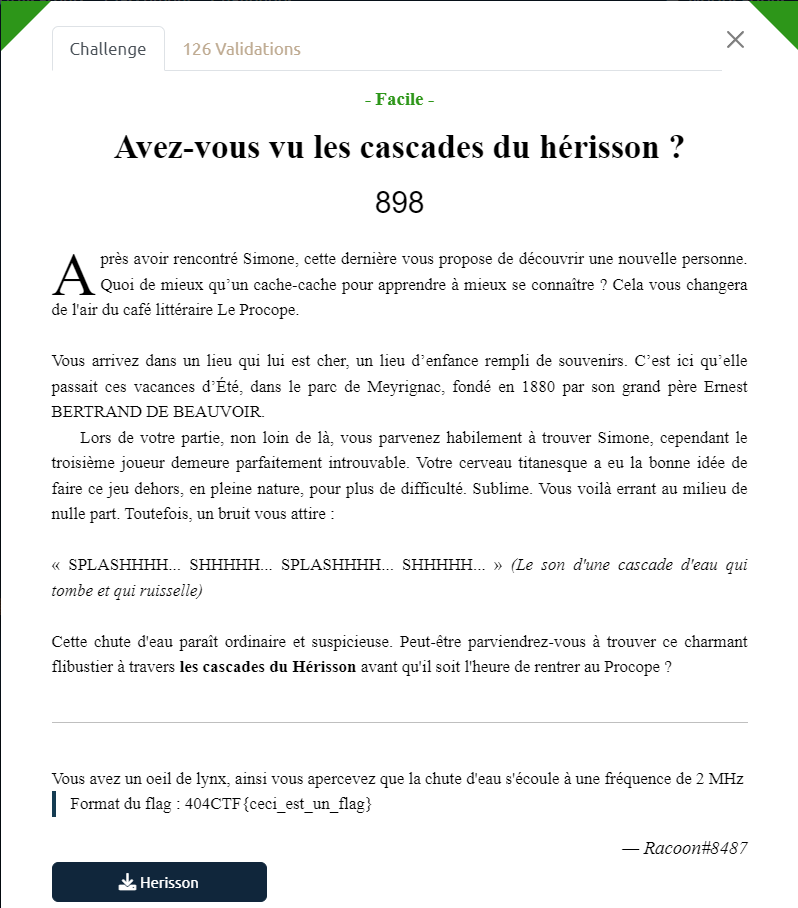 Challenge
126 Validations
- Facile -
Avez-vous vu les cascades du hérisson ?
898
Après avoir rencontré Simone, cette dernière vous propose de découvrir une nouvelle personne.
Quoi de mieux qu’un cache-cache pour apprendre à mieux se connaître ? Cela vous changera
de l'air du café littéraire Le Procope.
Vous arrivez dans un lieu qui lui est cher, un lieu d’enfance rempli de souvenirs. C’est ici qu’elle
passait ces vacances d’Été, dans le parc de Meyrignac, fondé en 1880 par son grand père Ernest
BERTRAND DE BEAUVOIR.
Lors de votre partie, non loin de là, vous parvenez habilement à trouver Simone, cependant le
troisième joueur demeure parfaitement introuvable. Votre cerveau titanesque a eu la bonne idée de
faire ce jeu dehors, en pleine nature, pour plus de difficulté. Sublime. Vous voilà errant au milieu de
nulle part. Toutefois, un bruit vous attire :
« SPLASHHHH... SHHHHH... SPLASHHHH... SHHHHH... » (Le son d'une cascade d'eau qui
tombe et qui ruisselle)
Cette chute d'eau paraît ordinaire et suspicieuse. Peut-être parviendrez-vous à trouver ce charmant
flibustier à travers les cascades du Hérisson avant qu'il soit l'heure de rentrer au Procope ?
Vous avez un oeil de lynx, ainsi vous apercevez que la chute d'eau s'écoule à une fréquence de 2 MHz
Format du flag : 404CTF{ceci_est_un_flag}
— Racoon#8487
Herisson